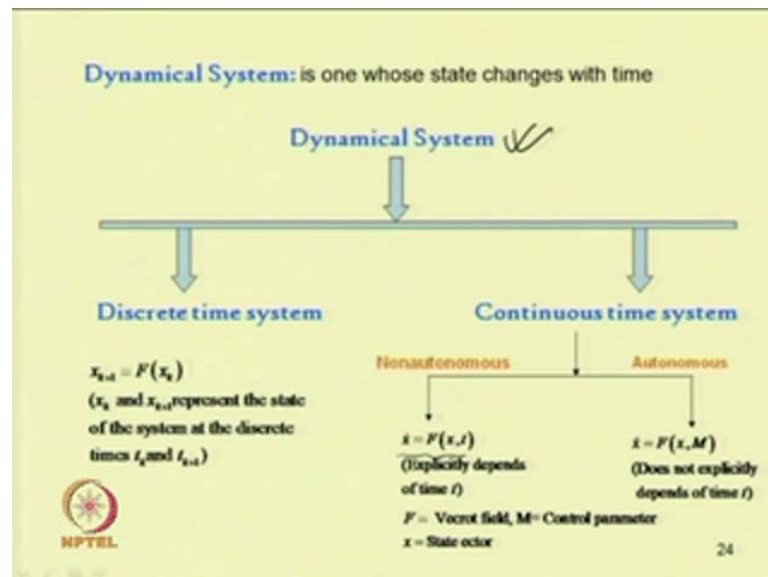 Dynamical System: is one whose state changes with time
Dynamical System
Discrete time system
Continuous time system
x_{k+1} = F(x_k)
(x_k and x_{k+1} represent the state
of the system at the discrete
times t_k and t_{k+1})
Nonautonomous
Autonomous
ẋ = F(x,t)
(Explicitly depends
of time t)
ẋ = F(x,M)
(Does not explicitly
depends of time t)
F = Vecrot field, M= Control parameter
x = State ector
NPTEL
24